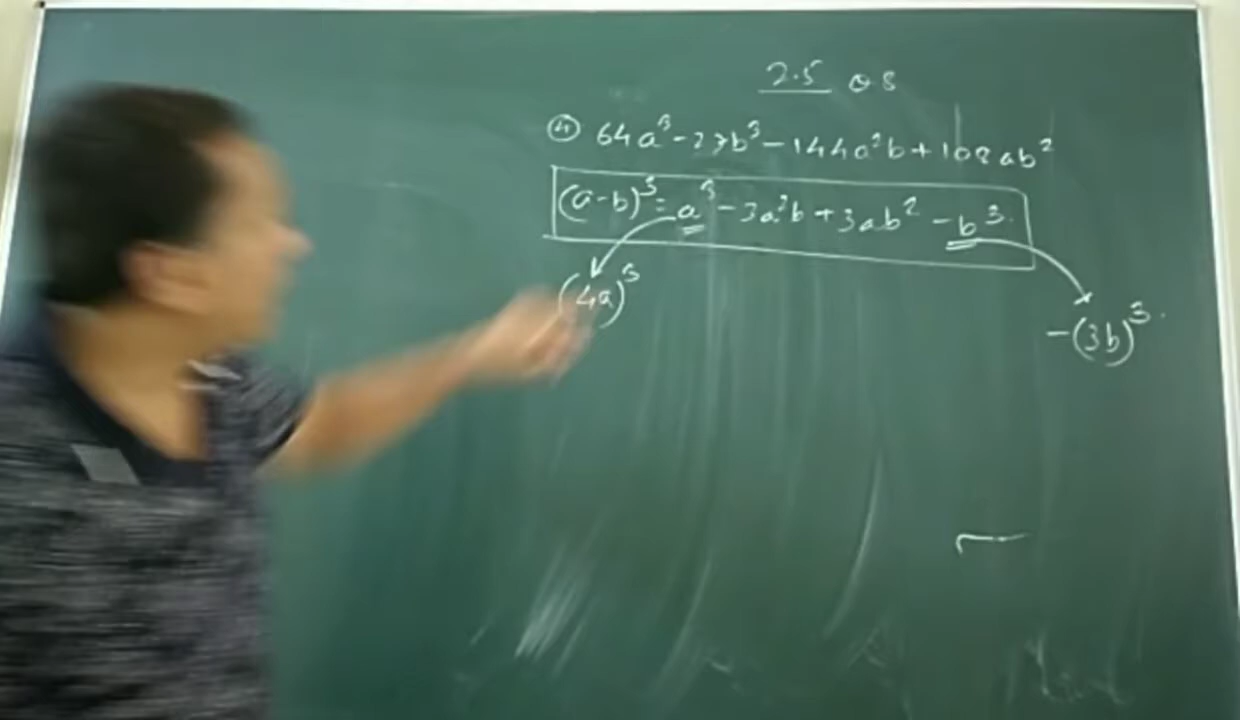 2.5 Q8
④ 64a³-27b³-144a²b+108ab²
(a-b)³=a³-3a²b+3ab²-b³.
(4a)³
-(3b)³.